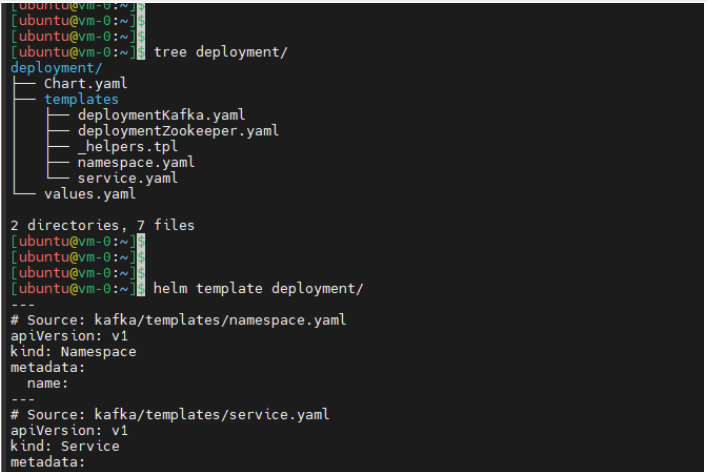 [ubuntu@vm-0:~]$
[ubuntu@vm-0:~]$
[ubuntu@vm-0:~]$
[ubuntu@vm-0:~]$ tree deployment/
deployment/
├── Chart.yaml
├── templates
│   ├── deploymentKafka.yaml
│   ├── deploymentZookeeper.yaml
│   ├── _helpers.tpl
│   ├── namespace.yaml
│   └── service.yaml
└── values.yaml
2 directories, 7 files
[ubuntu@vm-0:~]$
[ubuntu@vm-0:~]$
[ubuntu@vm-0:~]$
[ubuntu@vm-0:~]$ helm template deployment/
---
# Source: kafka/templates/namespace.yaml
apiVersion: v1
kind: Namespace
metadata:
  name:
---
# Source: kafka/templates/service.yaml
apiVersion: v1
kind: Service
metadata: